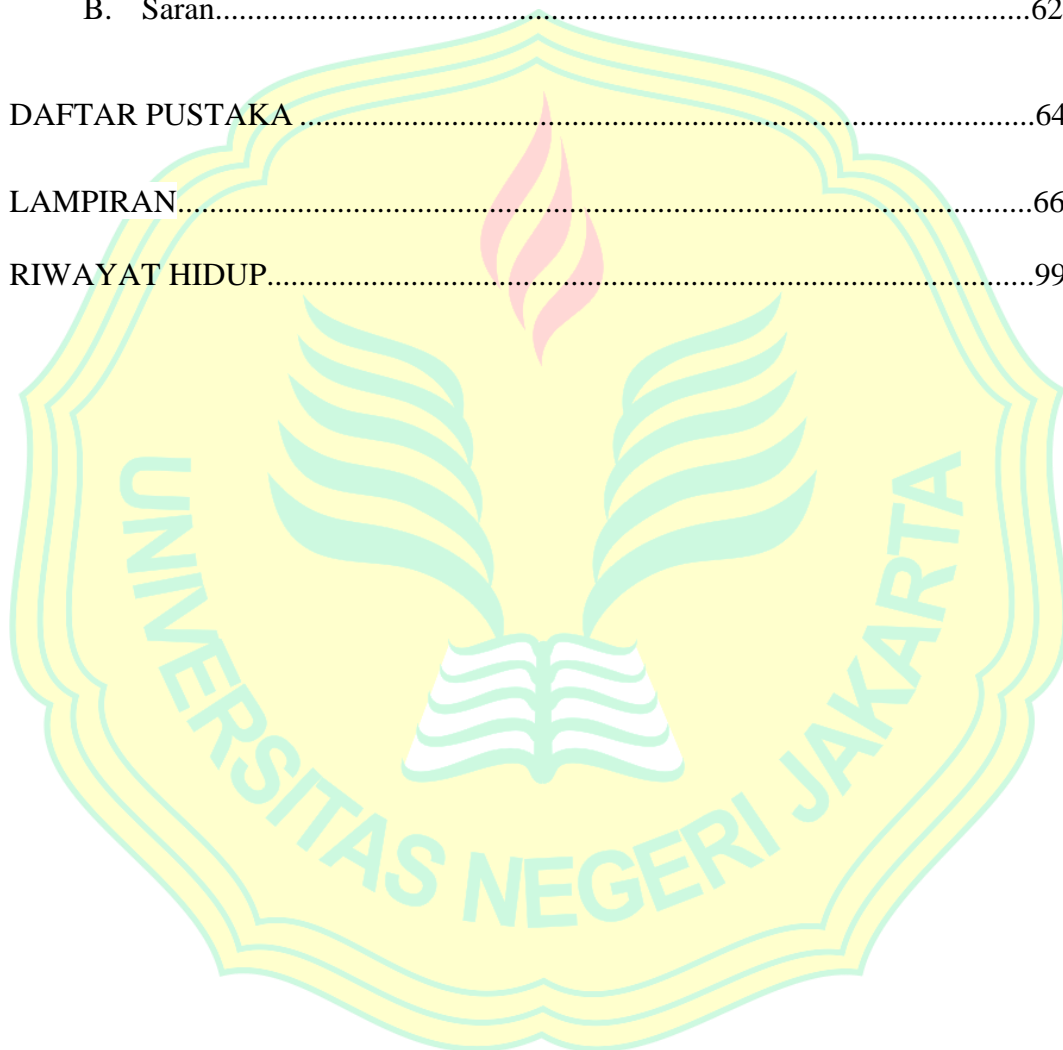 B. Saran......................................................................................................62
DAFTAR PUSTAKA ............................................................................................64
LAMPIRAN...........................................................................................................66
RIWAYAT HIDUP................................................................................................99
UNIVERSITAS NEGERI JAKARTA